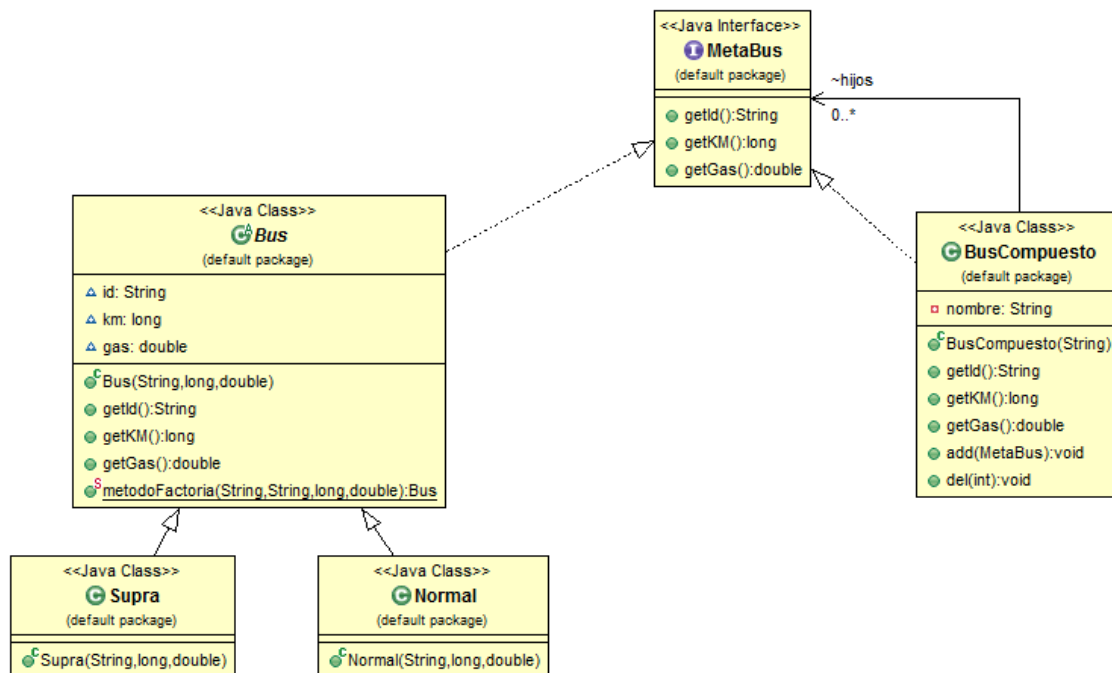 <<Java Interface>>
MetaBus
(default package)
getId():String
getKM():long
getGas():double
~hijos
0..*
<<Java Class>>
Bus
(default package)
id: String
km: long
gas: double
Bus(String,long,double)
getId():String
getKM():long
getGas():double
metodoFactoria(String,String,long,double):Bus
<<Java Class>>
BusCompuesto
(default package)
nombre: String
BusCompuesto(String)
getId():String
getKM():long
getGas():double
add(MetaBus):void
del(int):void
<<Java Class>>
Supra
(default package)
Supra(String,long,double)
<<Java Class>>
Normal
(default package)
Normal(String,long,double)